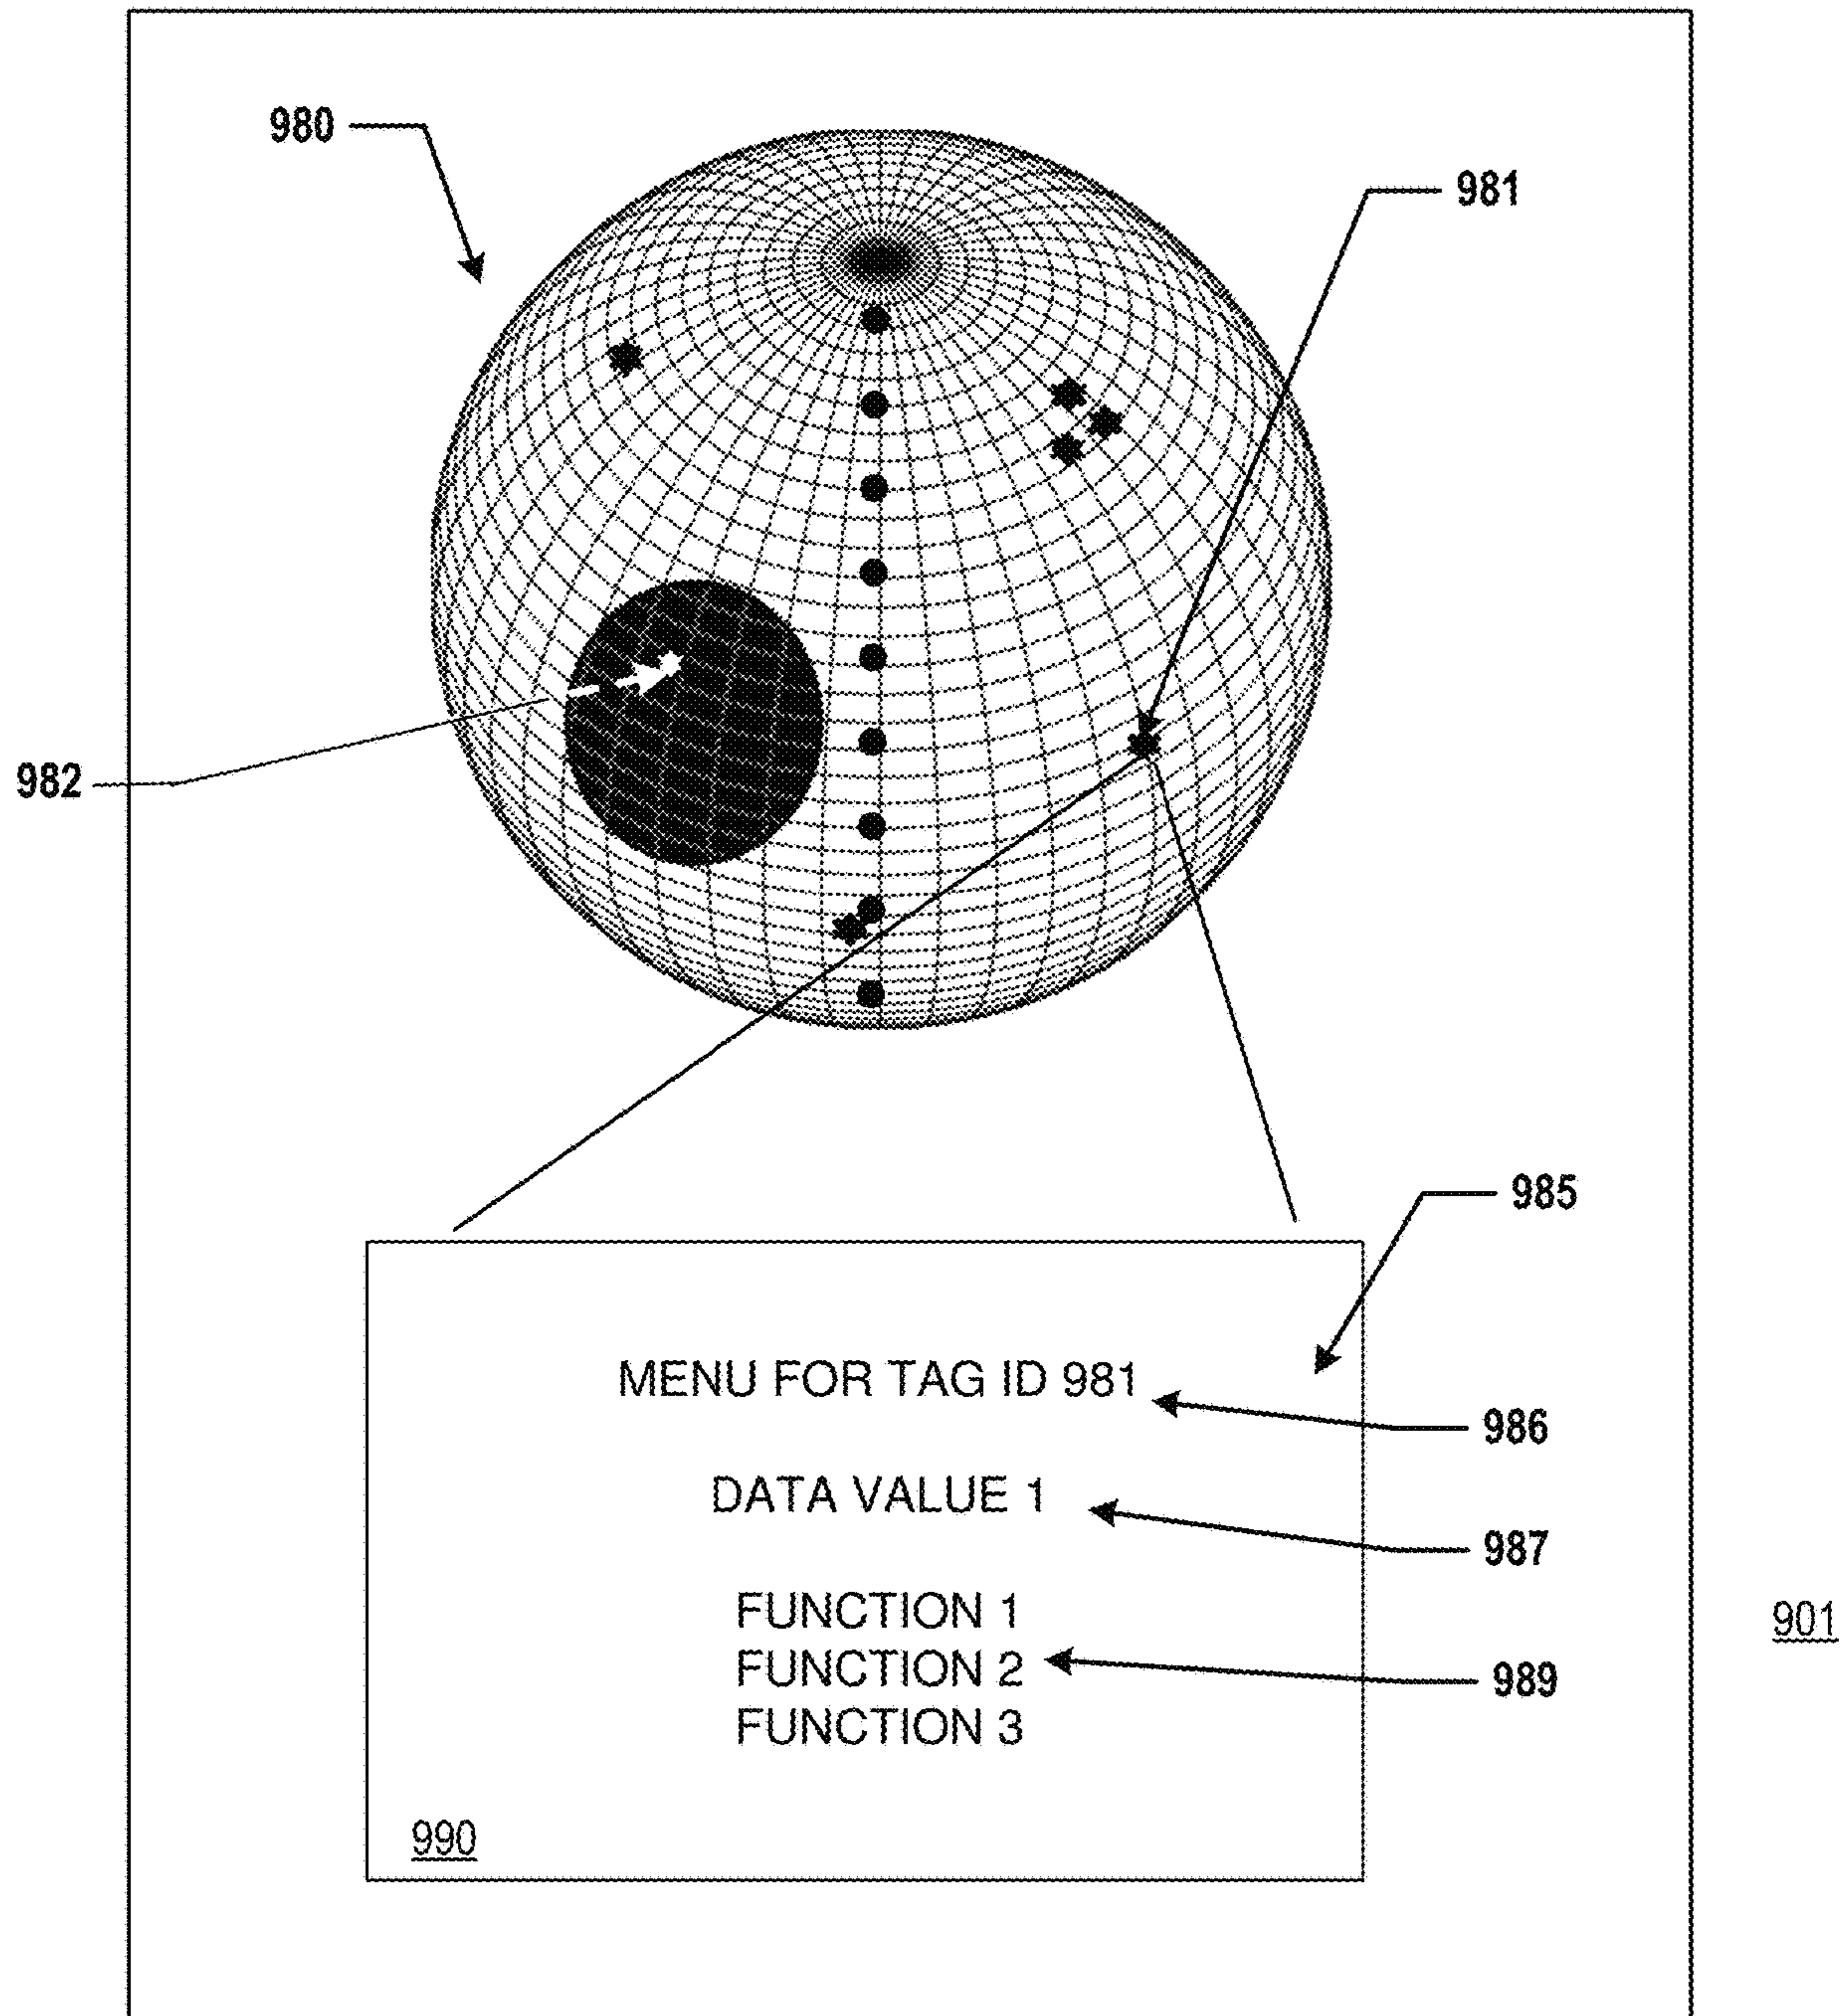 980
981
982
985
MENU FOR TAG ID 981
986
DATA VALUE 1
987
FUNCTION 1
901
FUNCTION 2
989
FUNCTION 3
990